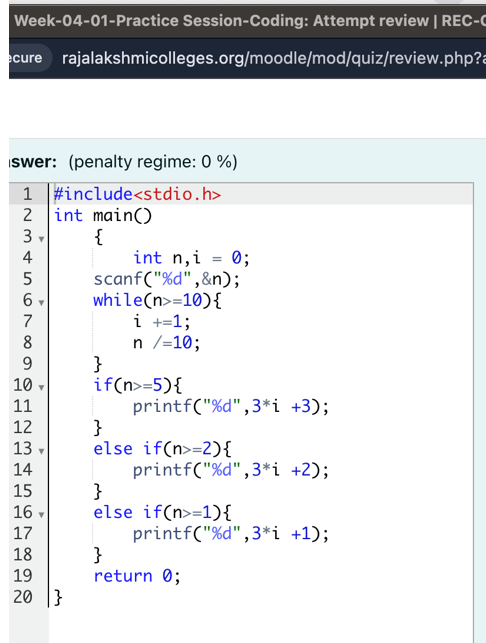 Week-04-01-Practice Session-Coding: Attempt review | REC-C
ecure rajalakshmicolleges.org/moodle/mod/quiz/review.php?a
swer: (penalty regime: 0 %)
1 #include<stdio.h>
2 int main()
3 {
4 int n,i = 0;
5 scanf("%d",&n);
6 while(n>=10){
7 i +=1;
8 n /=10;
9 }
10 if(n>=5){
11 printf("%d",3*i +3);
12 }
13 else if(n>=2){
14 printf("%d",3*i +2);
15 }
16 else if(n>=1){
17 printf("%d",3*i +1);
18 }
19 return 0;
20 }